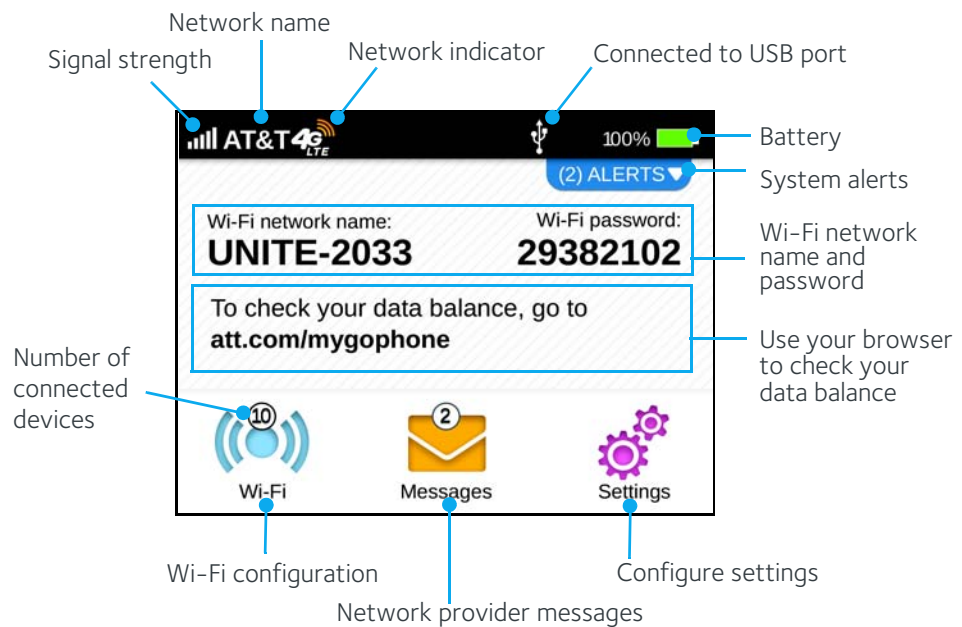 Network name
Signal strength
Network indicator
Connected to USB port
AT&T 4G LTE
100%
Battery
(2) ALERTS
System alerts
Wi-Fi network name:
Wi-Fi password:
UNITE-2033
29382102
Wi-Fi network
name and
password
To check your data balance, go to
att.com/mygophone
Use your browser
to check your
data balance
Number of
connected
devices
10
2
Wi-Fi
Messages
Settings
Wi-Fi configuration
Configure settings
Network provider messages